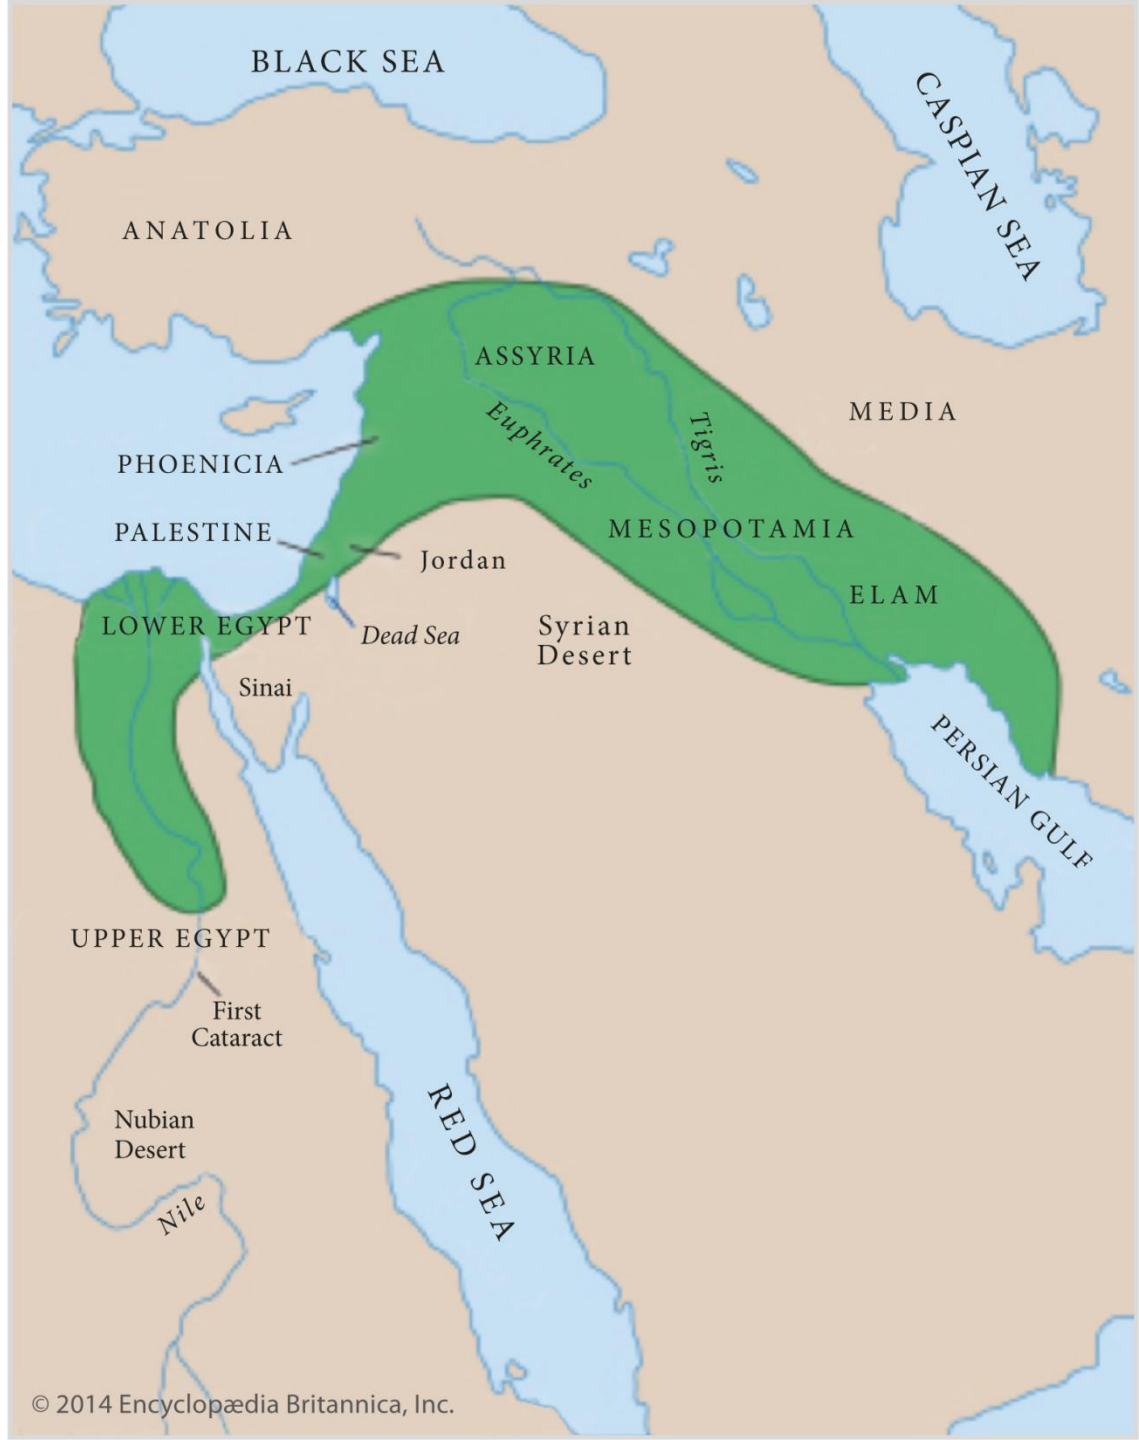 BLACK SEA
CASPIAN SEA
ANATOLIA
ASSYRIA
MEDIA
Euphrates
Tigris
PHOENICIA
MESOPOTAMIA
PALESTINE
Jordan
ELAM
LOWER EGYPT
Dead Sea
Syrian
Desert
Sinai
PERSIAN GULF
UPPER EGYPT
First
Cataract
RED SEA
Nubian
Desert
Nile
© 2014 Encyclopædia Britannica, Inc.